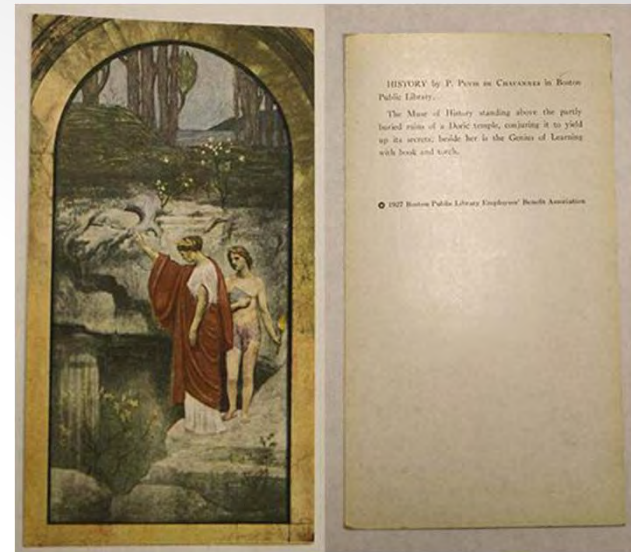 HISTORY by P. PUVIS DE CHAVANNES in Boston
Public Library.
The Muse of History standing above the partly
buried ruins of a Doric temple, conjuring it to yield
up its secrets; beside her is the Genius of Learning
with book and torch.
© 1927 Boston Public Library Employees' Benefit Association